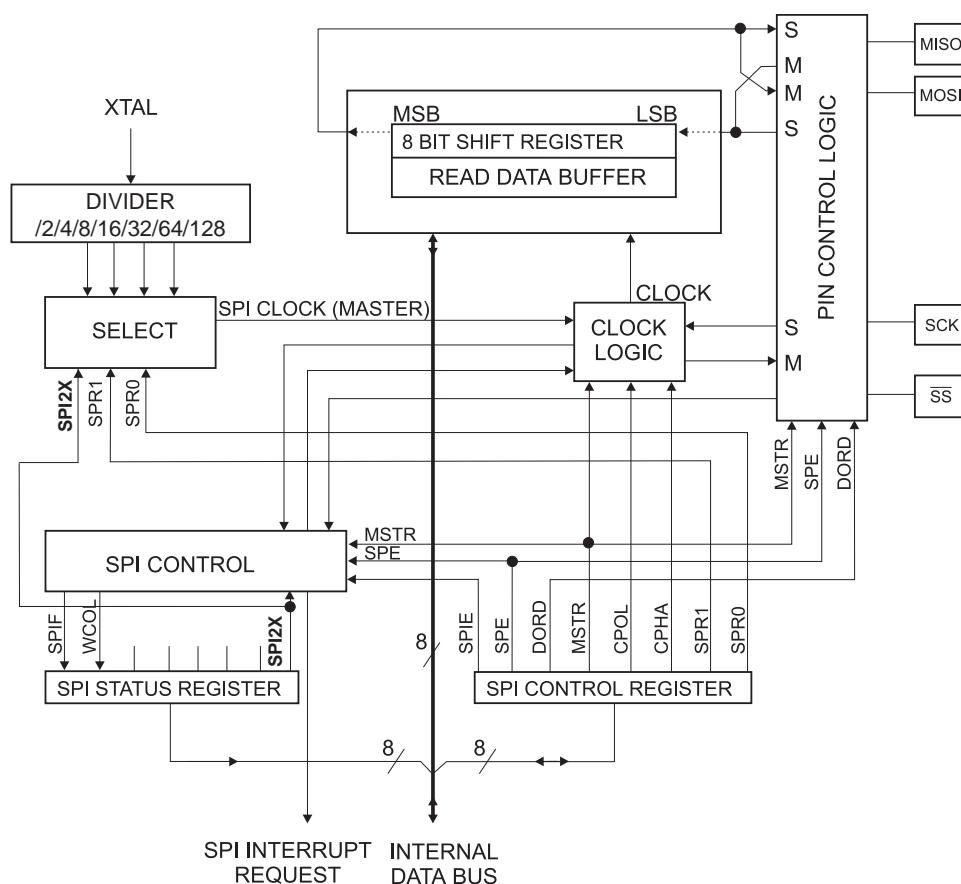 S
MISO
M
M
MOSI
MSB
LSB
S
8 BIT SHIFT REGISTER
READ DATA BUFFER
PIN CONTROL LOGIC
XTAL
DIVIDER
/2/4/8/16/32/64/128
SPI CLOCK (MASTER)
CLOCK
SELECT
CLOCK
LOGIC
S
M
SCK
SS
SPI2X
SPR1
SPR0
MSTR
SPE
DORD
MSTR
SPE
SPI CONTROL
SPIF
WCOL
SPI2X
8
SPIE
SPE
DORD
MSTR
CPOL
CPHA
SPR1
SPR0
SPI STATUS REGISTER
SPI CONTROL REGISTER
8
8
SPI INTERRUPT
REQUEST
INTERNAL
DATA BUS